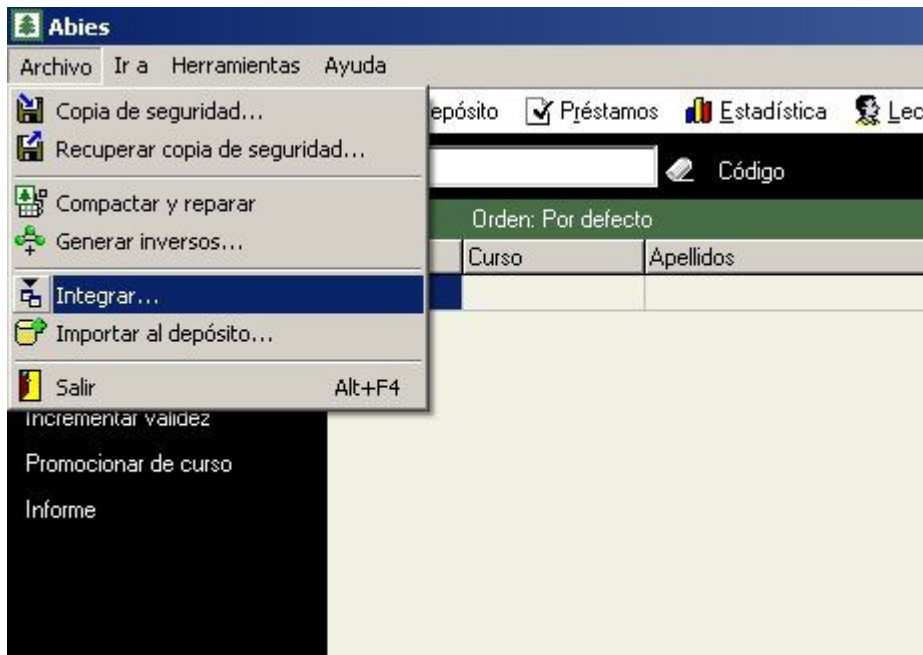 Abies
Archivo Ir a Herramientas Ayuda
Copia de seguridad...
epósito Préstamos Estadística Lec
Recuperar copia de seguridad...
Código
Compactar y reparar
Orden: Por defecto
Generar inversos...
Curso Apellidos
Integrar...
Importar al depósito...
Salir Alt+F4
Incrementar validez
Promocionar de curso
Informe